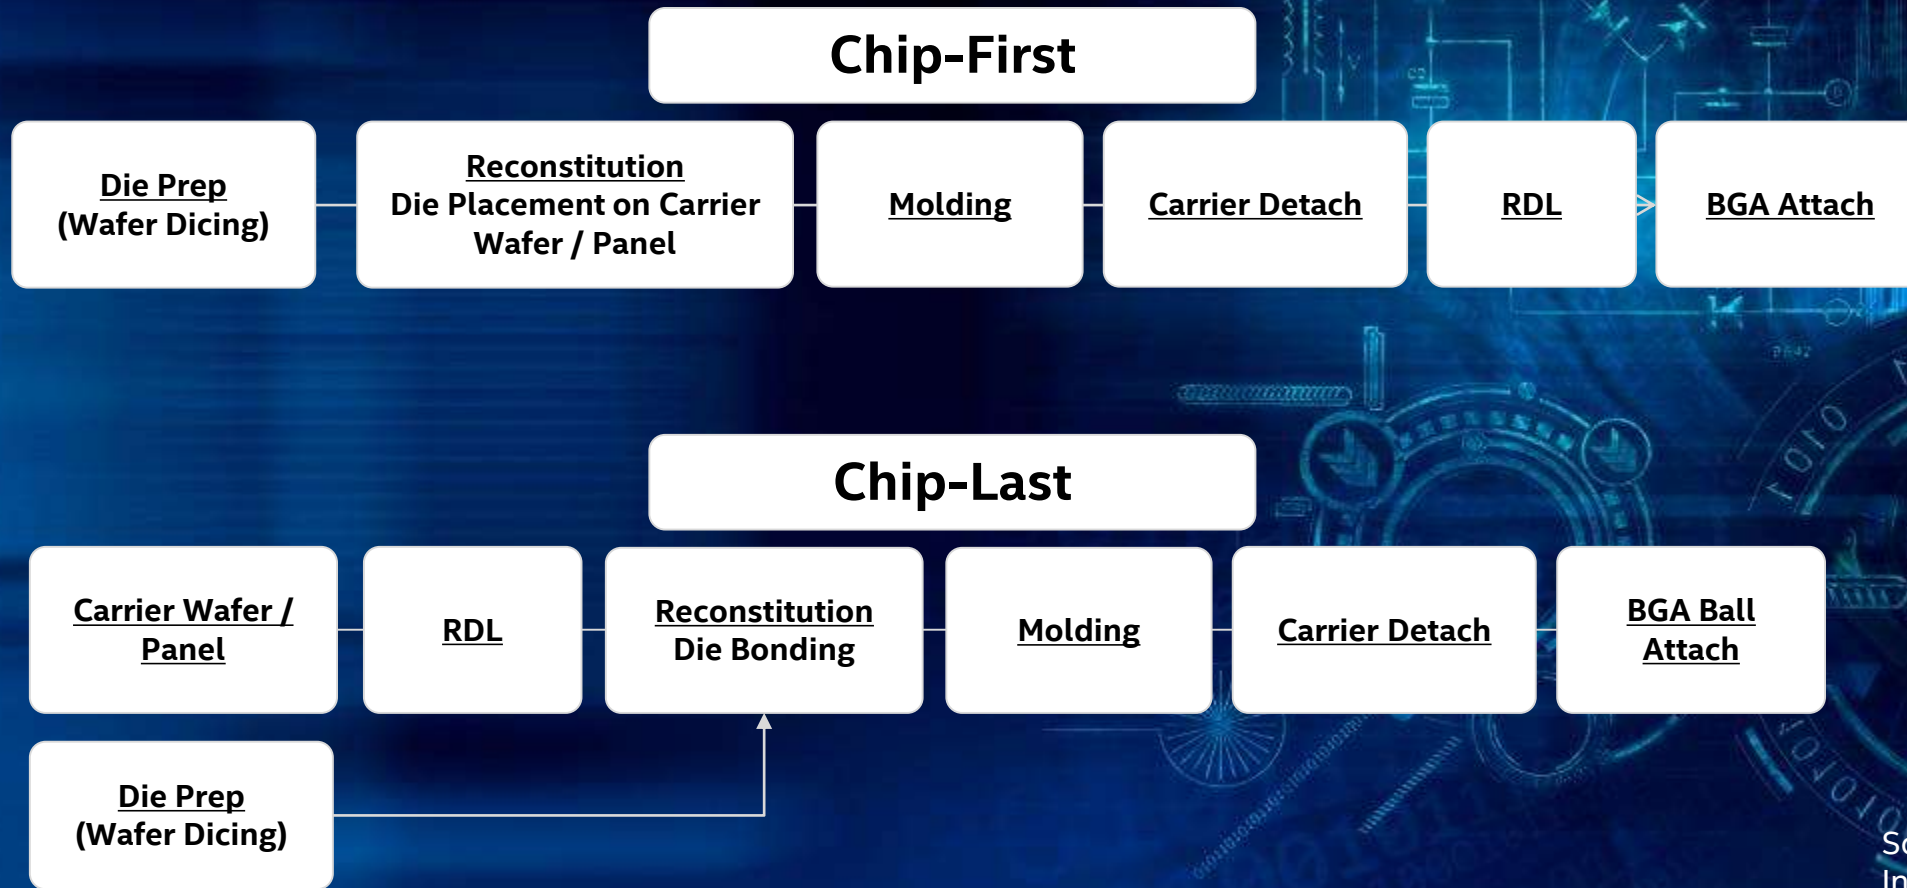 Chip-First
Die Prep
(Wafer Dicing)
Reconstitution
Die Placement on Carrier
Wafer / Panel
Molding
Carrier Detach
RDL
BGA Attach
Chip-Last
Carrier Wafer /
Panel
RDL
Reconstitution
Die Bonding
Molding
Carrier Detach
BGA Ball
Attach
Die Prep
(Wafer Dicing)